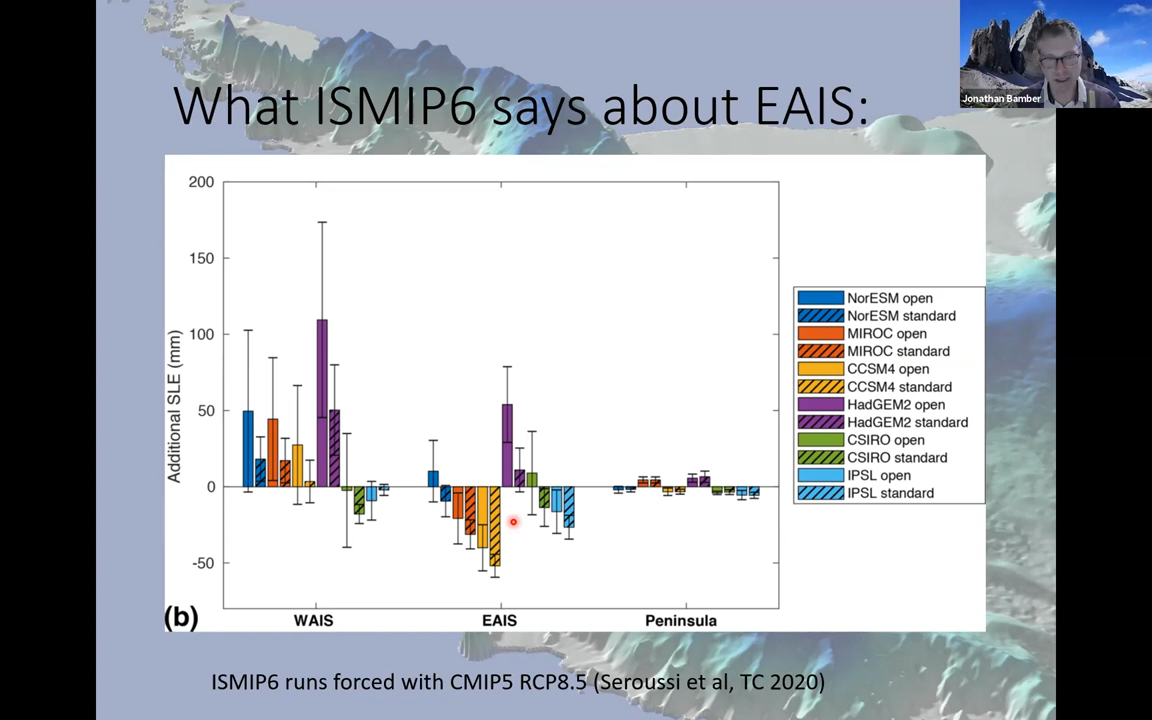 What ISMIP6 says about EAIS:
Jonathan Bamber
200
150
100
50
0
-50
Additional SLE (mm)
(b)
WAIS
EAIS
Peninsula
NorESM open
NorESM standard
MIROC open
MIROC standard
CCSM4 open
CCSM4 standard
HadGEM2 open
HadGEM2 standard
CSIRO open
CSIRO standard
IPSL open
IPSL standard
ISMIP6 runs forced with CMIP5 RCP8.5 (Seroussi et al, TC 2020)